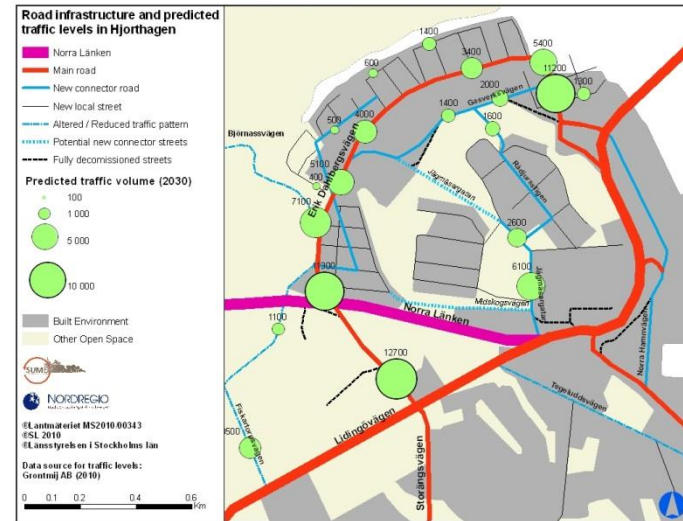 Road infrastructure and predicted
traffic levels in Hjorthagen
Norra Länken
Main road
New connector road
New local street
Altered / Reduced traffic pattern
Potential new connector streets
Fully decomissioned streets
Predicted traffic volume (2030)
100
1 000
5 000
10 000
Built Environment
Other Open Space
SUME
NORDREGIO
©Lantmäteriet MS2010/00343
©SL 2010
©Länsstyrelsen i Stockholms län
Data source for traffic levels:
Grontmij AB (2010)
0 0.1 0.2 0.4 0.6
Km
1400
5400
600
3400
11200
1300
2000
Gasverksvägen
500
4000
1400
1600
Björnassvägen
5100
400
Erik Dahlbergsvägen
Jägmästargatan
7100
2600
6100
Jägmästargatan
11300
Midskogsvägen
Norra Länken
1100
Norra Hamnvägen
12700
Tegeluddsvägen
Lidingövägen
Storängsvägen